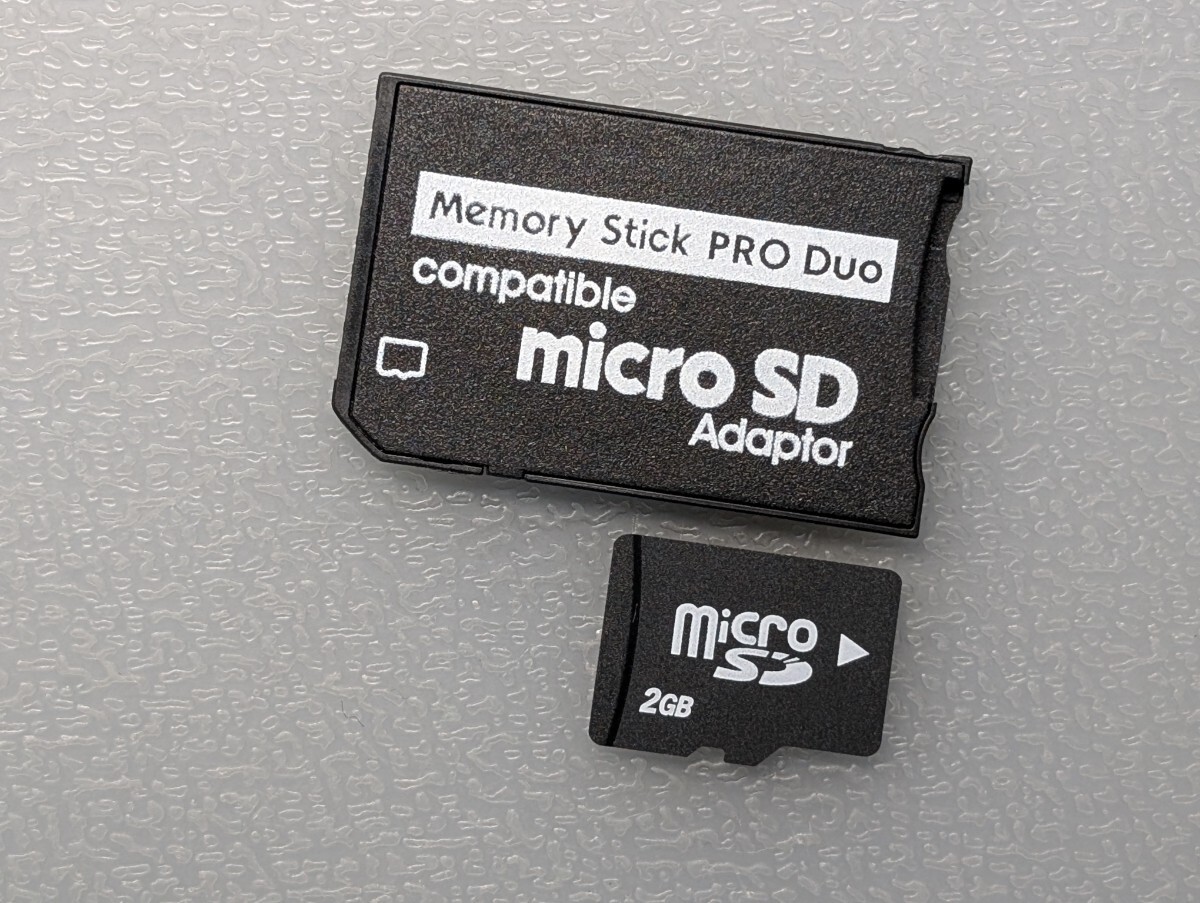 Memory Stick PRO Duo
compatible
micro SD
Adaptor
micro
SD
2GB